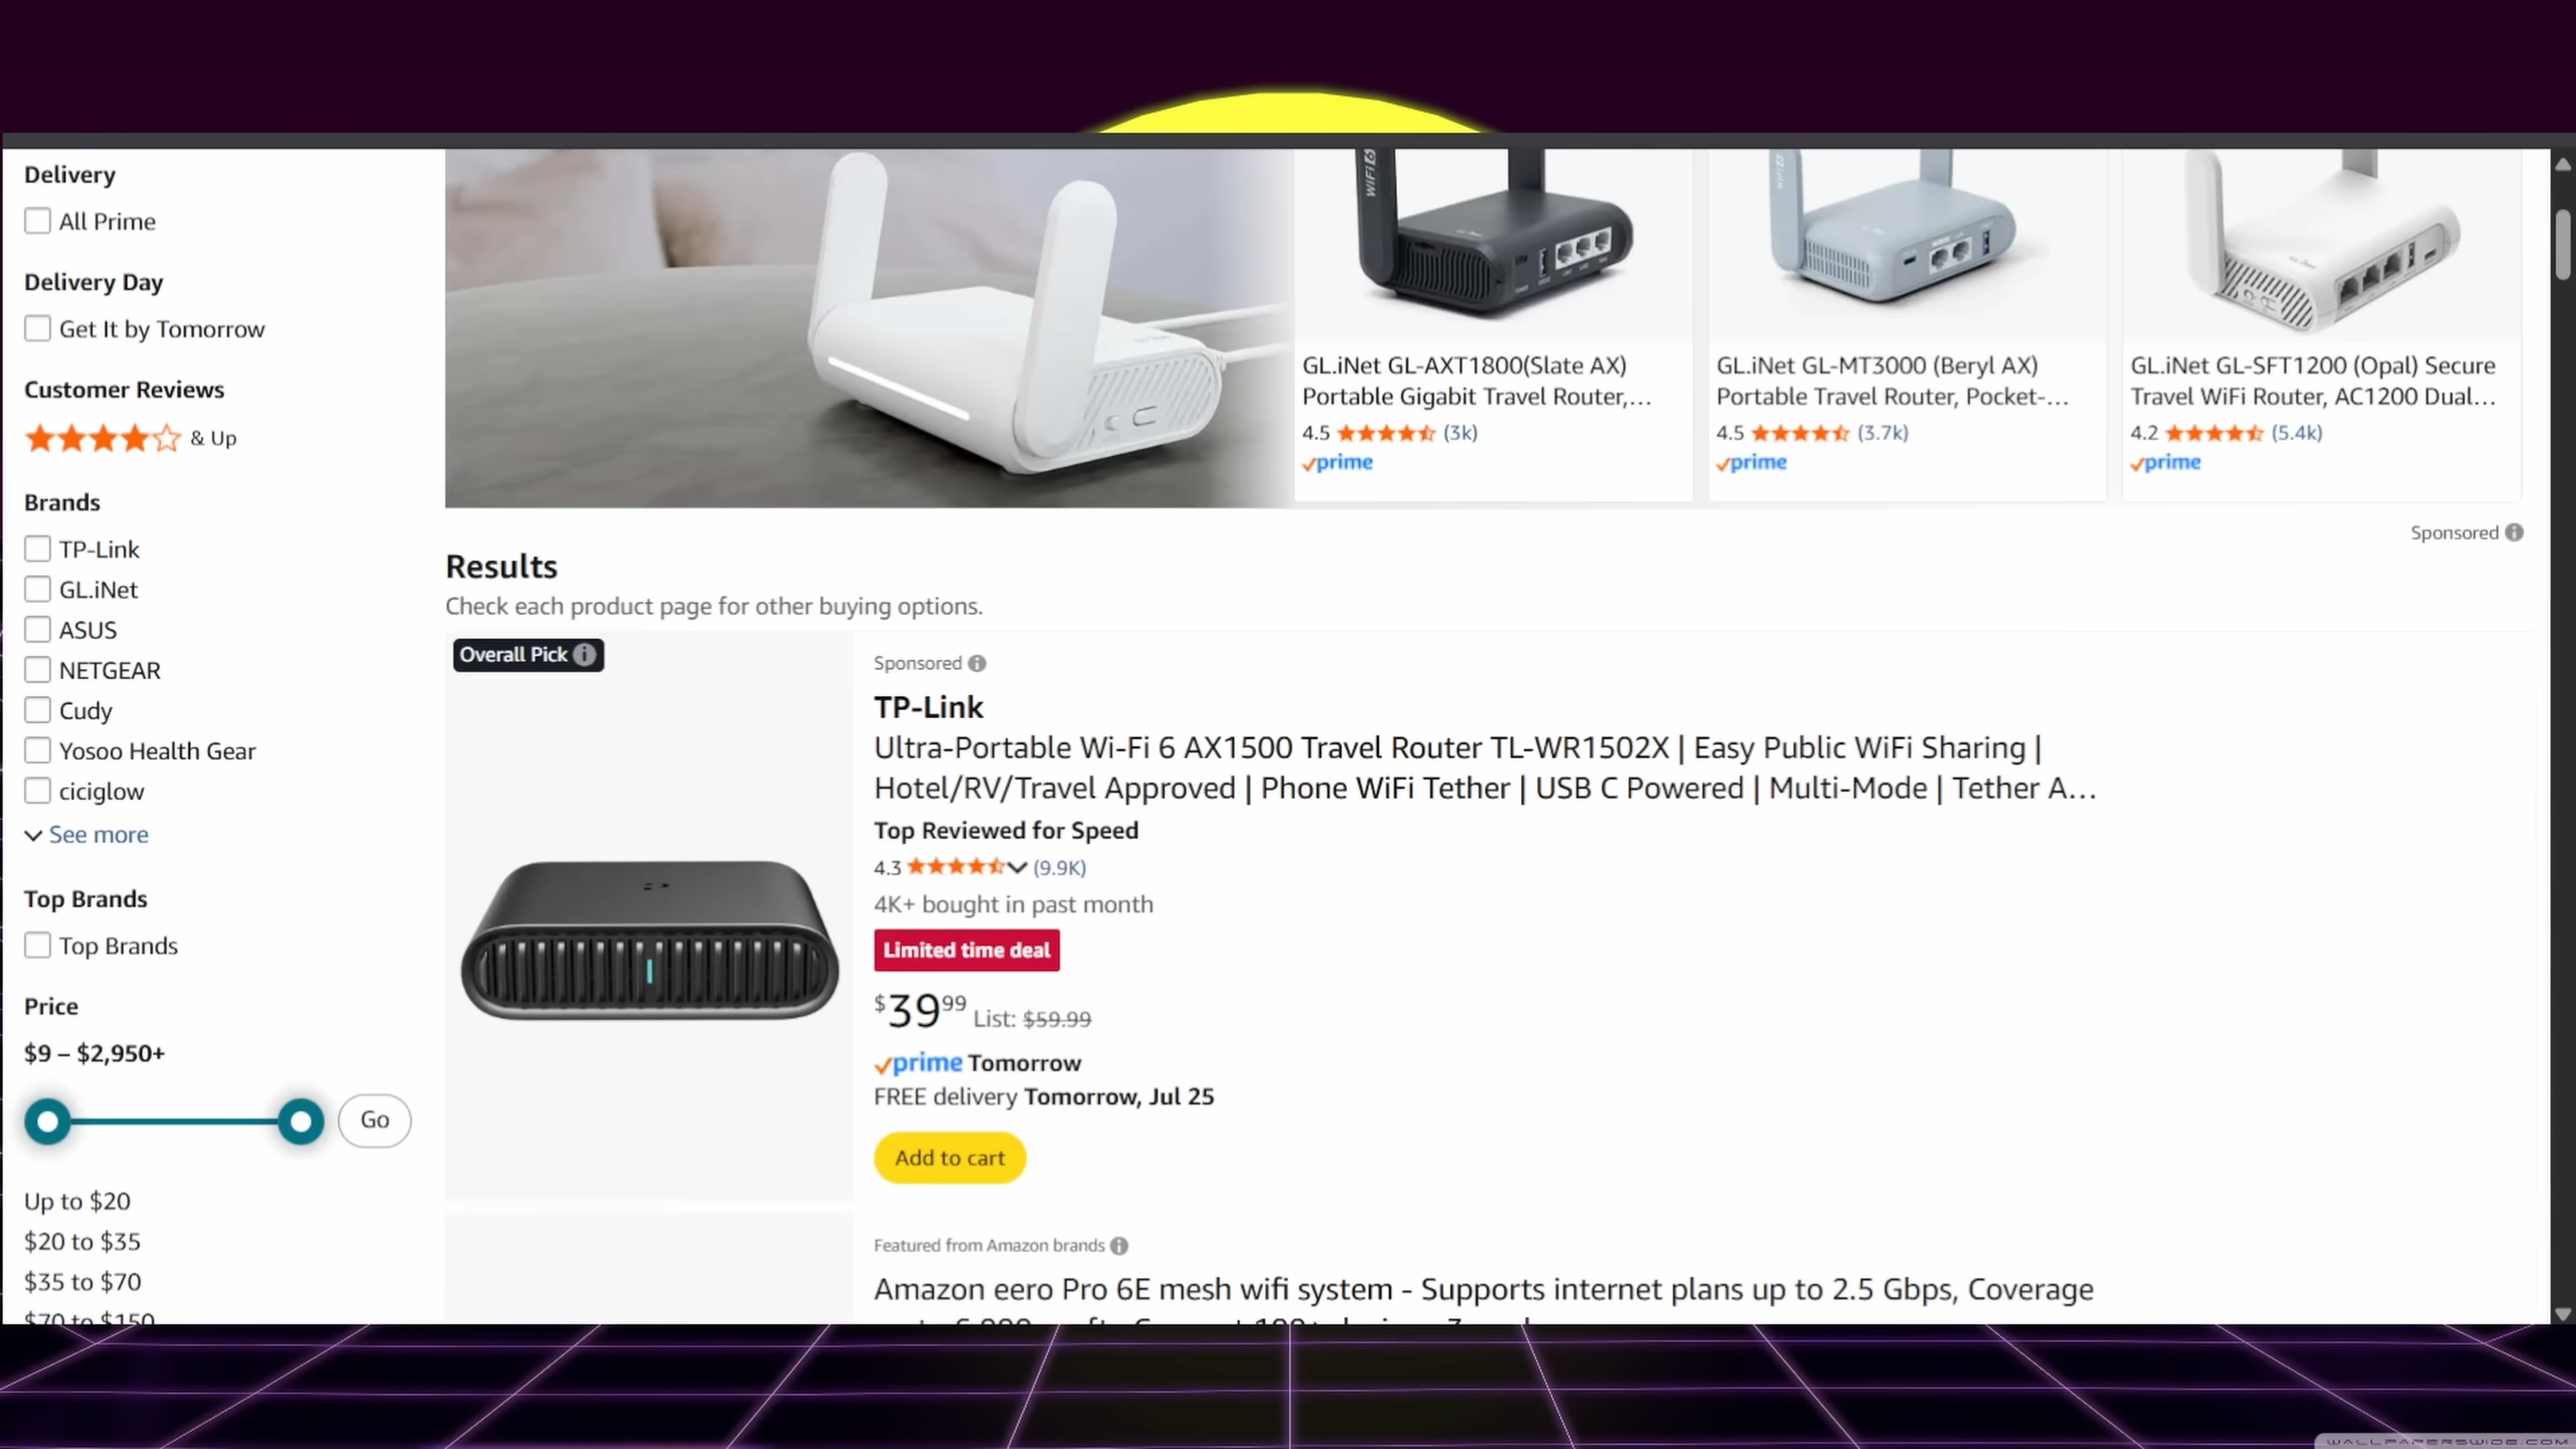 Delivery
All Prime
Delivery Day
Get It by Tomorrow
Customer Reviews
& Up
Brands
TP-Link
GL.iNet
ASUS
NETGEAR
Cudy
Yosoo Health Gear
ciciglow
See more
Top Brands
Top Brands
Price
$9 – $2,950+
Go
Up to $20
$20 to $35
$35 to $70
$70 to $150
WiFi 6
GL.iNet GL-AXT1800(Slate AX)
Portable Gigabit Travel Router,...
4.5 (3k)
prime
GL.iNet GL-MT3000 (Beryl AX)
Portable Travel Router, Pocket-...
4.5 (3.7k)
prime
GL.iNet GL-SFT1200 (Opal) Secure
Travel WiFi Router, AC1200 Dual...
4.2 (5.4k)
prime
Sponsored
Results
Check each product page for other buying options.
Overall Pick
Sponsored
TP-Link
Ultra-Portable Wi-Fi 6 AX1500 Travel Router TL-WR1502X | Easy Public WiFi Sharing |
Hotel/RV/Travel Approved | Phone WiFi Tether | USB C Powered | Multi-Mode | Tether A...
Top Reviewed for Speed
4.3 (9.9K)
4K+ bought in past month
Limited time deal
$39.99 List: $59.99
prime Tomorrow
FREE delivery Tomorrow, Jul 25
Add to cart
Featured from Amazon brands
Amazon eero Pro 6E mesh wifi system - Supports internet plans up to 2.5 Gbps, Coverage
WALLPAPERSWIDE.COM